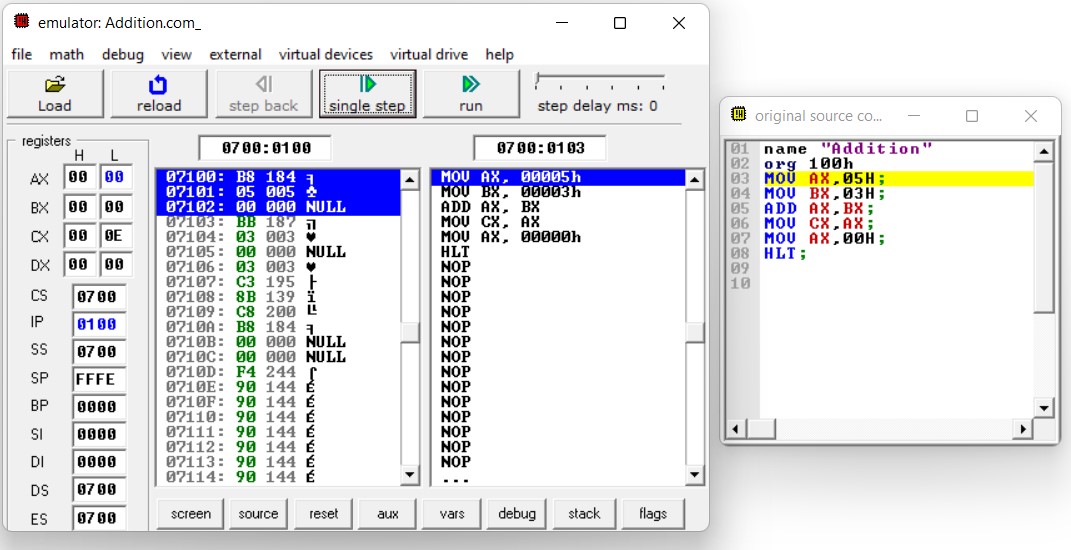 emulator: Addition.com_
file math debug view external virtual devices virtual drive help
Load reload step back single step run step delay ms: 0
registers
H L
AX 00 00
BX 00 00
CX 00 0E
DX 00 00
CS 0700
IP 0100
SS 0700
SP FFFE
BP 0000
SI 0000
DI 0000
DS 0700
ES 0700
0700:0100
07100: B8 184 ╕
07101: 05 005 ♣
07102: 00 000 NULL
07103: BB 187 ╗
07104: 03 003 ♥
07105: 00 000 NULL
07106: 03 003 ♥
07107: C3 195 ├
07108: 8B 139 ï
07109: C8 200 ╚
0710A: B8 184 ╕
0710B: 00 000 NULL
0710C: 00 000 NULL
0710D: F4 244 ⌠
0710E: 90 144 É
0710F: 90 144 É
07110: 90 144 É
07111: 90 144 É
07112: 90 144 É
07113: 90 144 É
07114: 90 144 É
0700:0103
MOV AX, 00005h
MOV BX, 00003h
ADD AX, BX
MOV CX, AX
MOV AX, 00000h
HLT
NOP
NOP
NOP
NOP
NOP
NOP
NOP
NOP
NOP
NOP
NOP
NOP
NOP
NOP
...
screen source reset aux vars debug stack flags
original source co...
01 name "Addition"
02 org 100h
03 MOV AX,05H;
04 MOV BX,03H;
05 ADD AX,BX;
06 MOV CX,AX;
07 MOV AX,00H;
08 HLT;
09
10